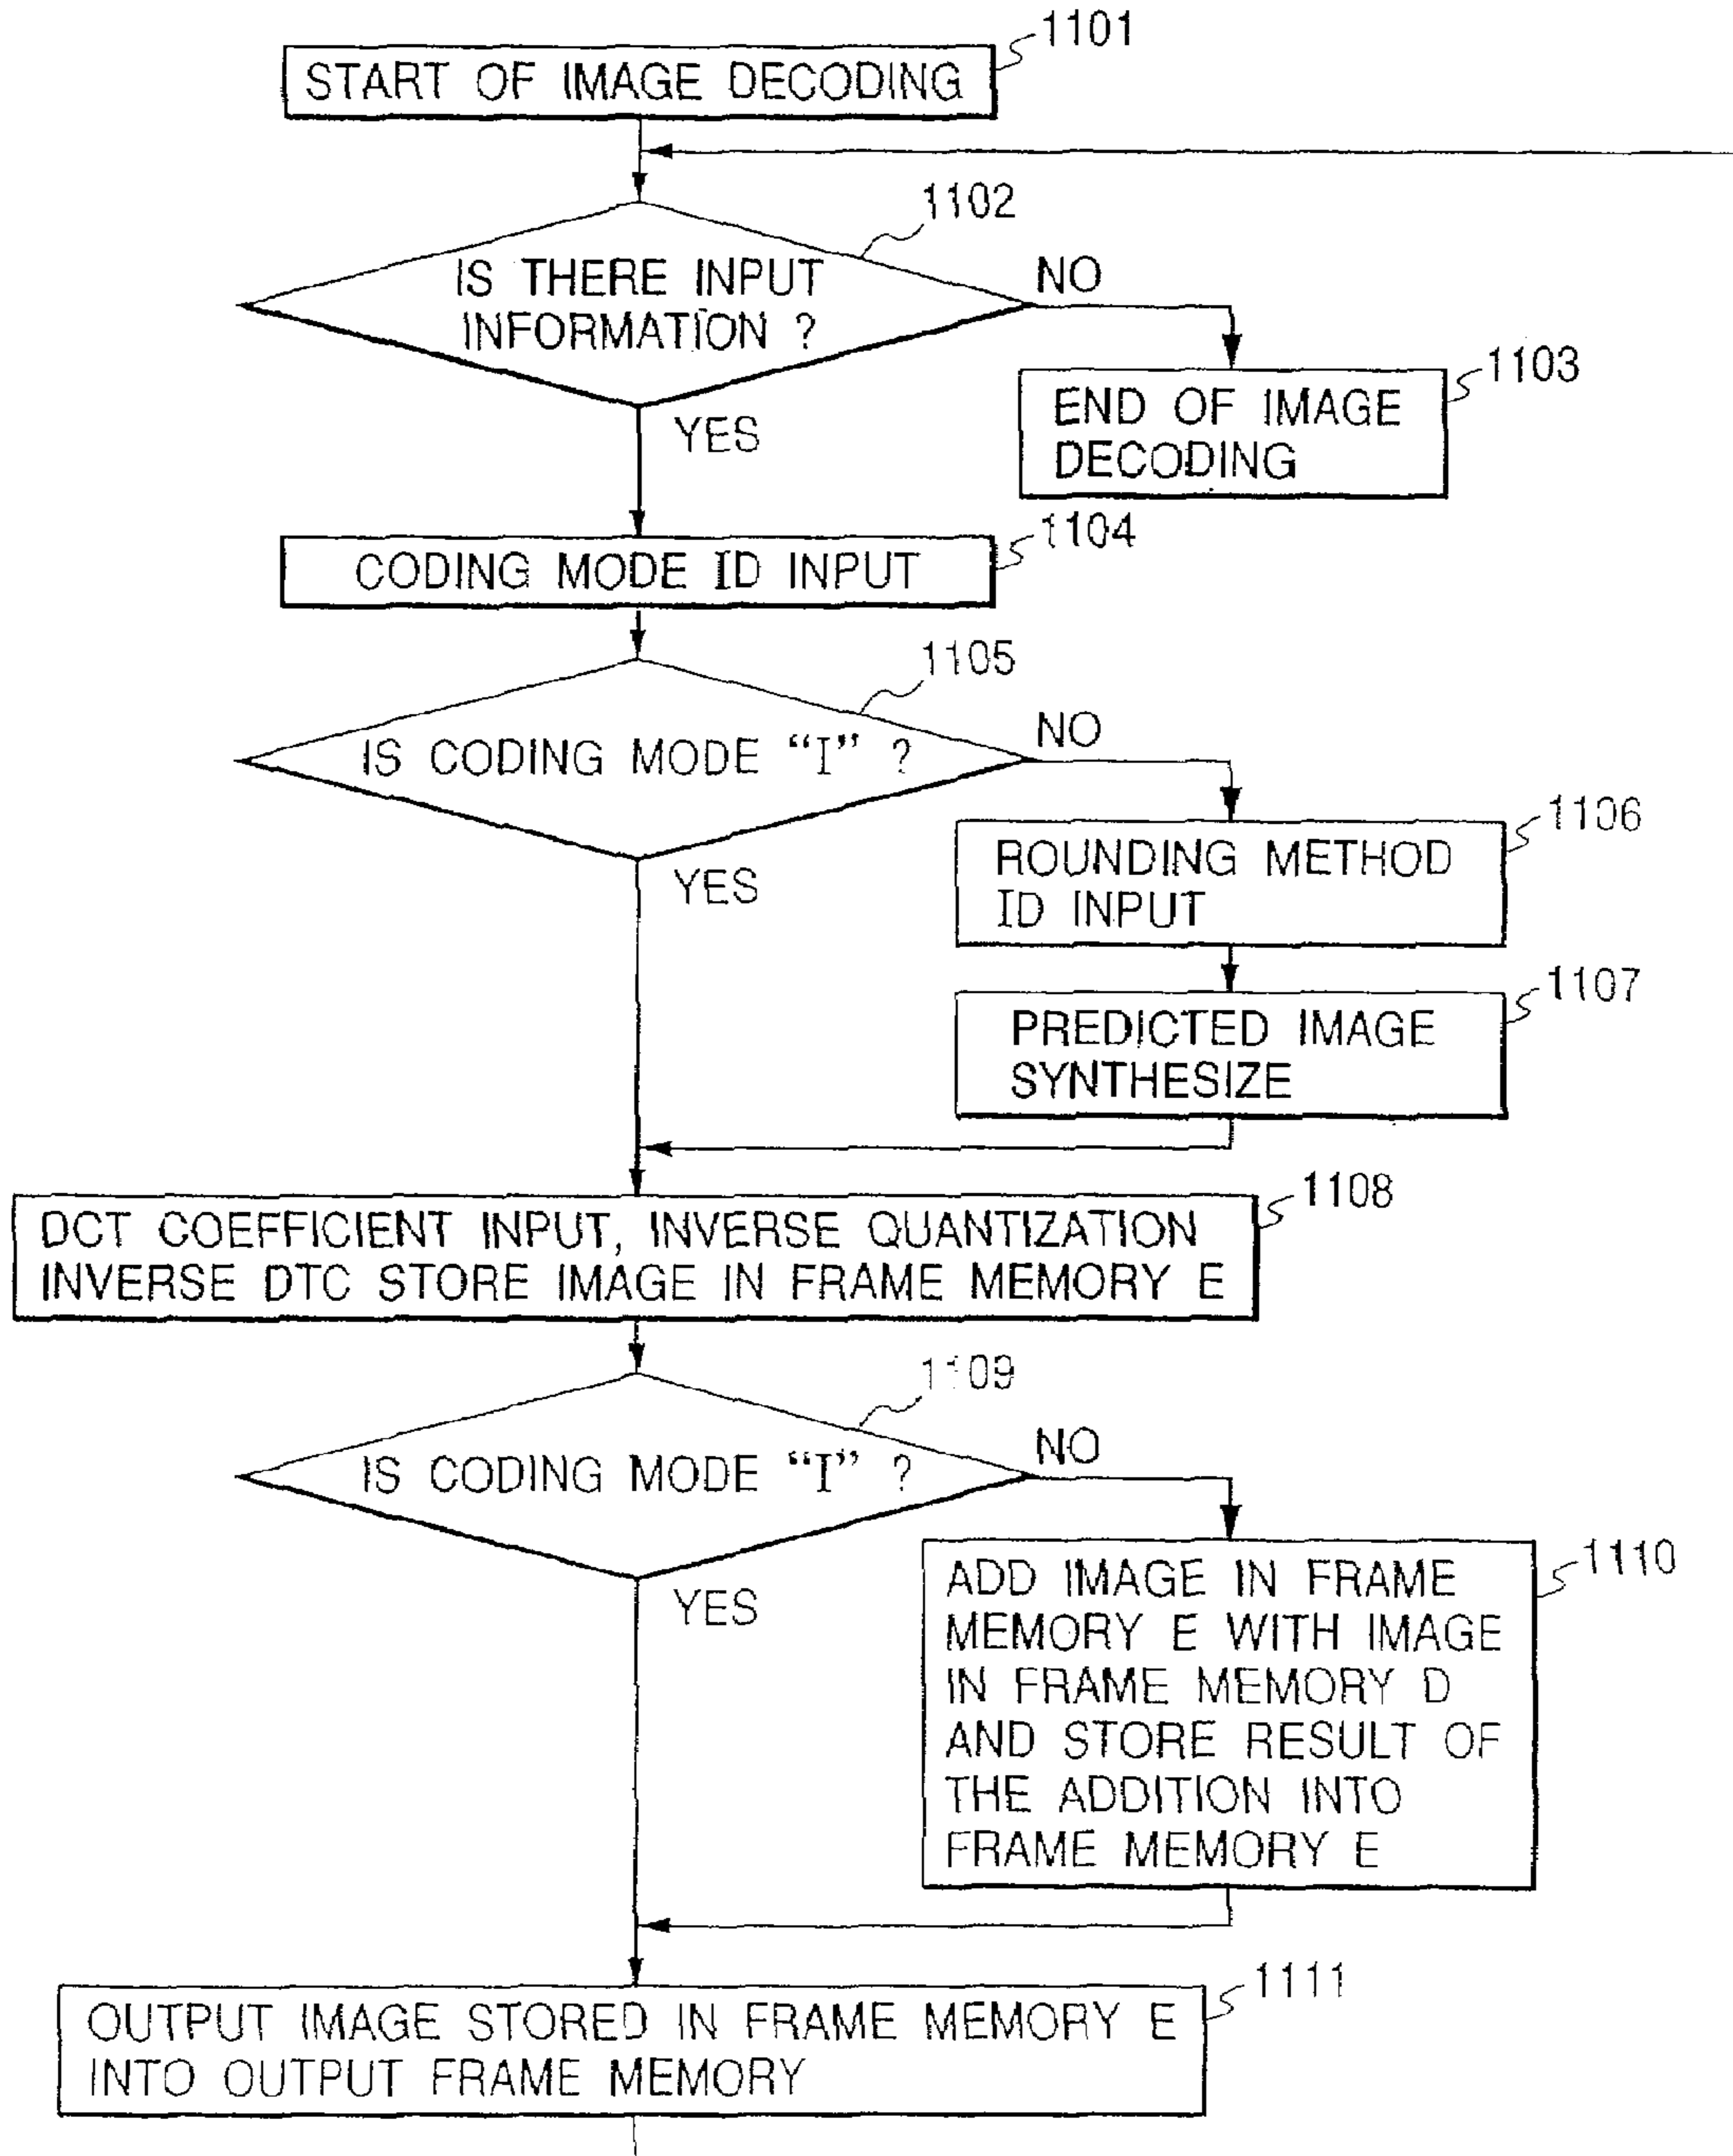 1101
START OF IMAGE DECODING
1102
IS THERE INPUT
INFORMATION ?
NO
1103
END OF IMAGE
DECODING
YES
1104
CODING MODE ID INPUT
1105
IS CODING MODE “I” ?
NO
1106
ROUNDING METHOD
ID INPUT
YES
1107
PREDICTED IMAGE
SYNTHESIZE
1108
DCT COEFFICIENT INPUT, INVERSE QUANTIZATION
INVERSE DTC STORE IMAGE IN FRAME MEMORY E
1109
IS CODING MODE “I” ?
NO
1110
ADD IMAGE IN FRAME
MEMORY E WITH IMAGE
IN FRAME MEMORY D
AND STORE RESULT OF
THE ADDITION INTO
FRAME MEMORY E
YES
1111
OUTPUT IMAGE STORED IN FRAME MEMORY E
INTO OUTPUT FRAME MEMORY